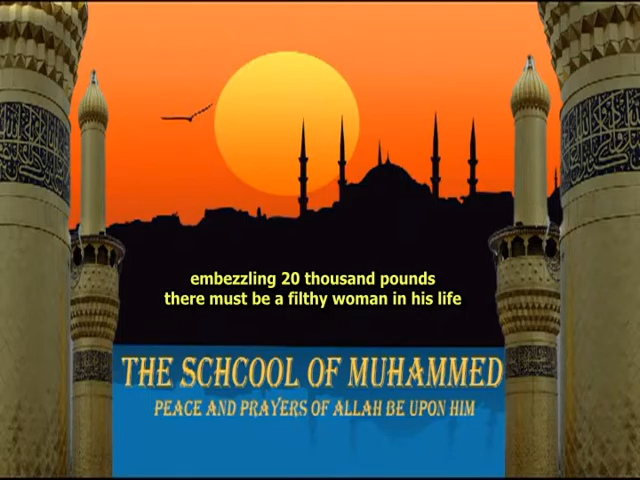 embezzling 20 thousand pounds
there must be a filthy woman in his life
THE SCHCOOL OF MUHAMMED
PEACE AND PRAYERS OF ALLAH BE UPON HIM